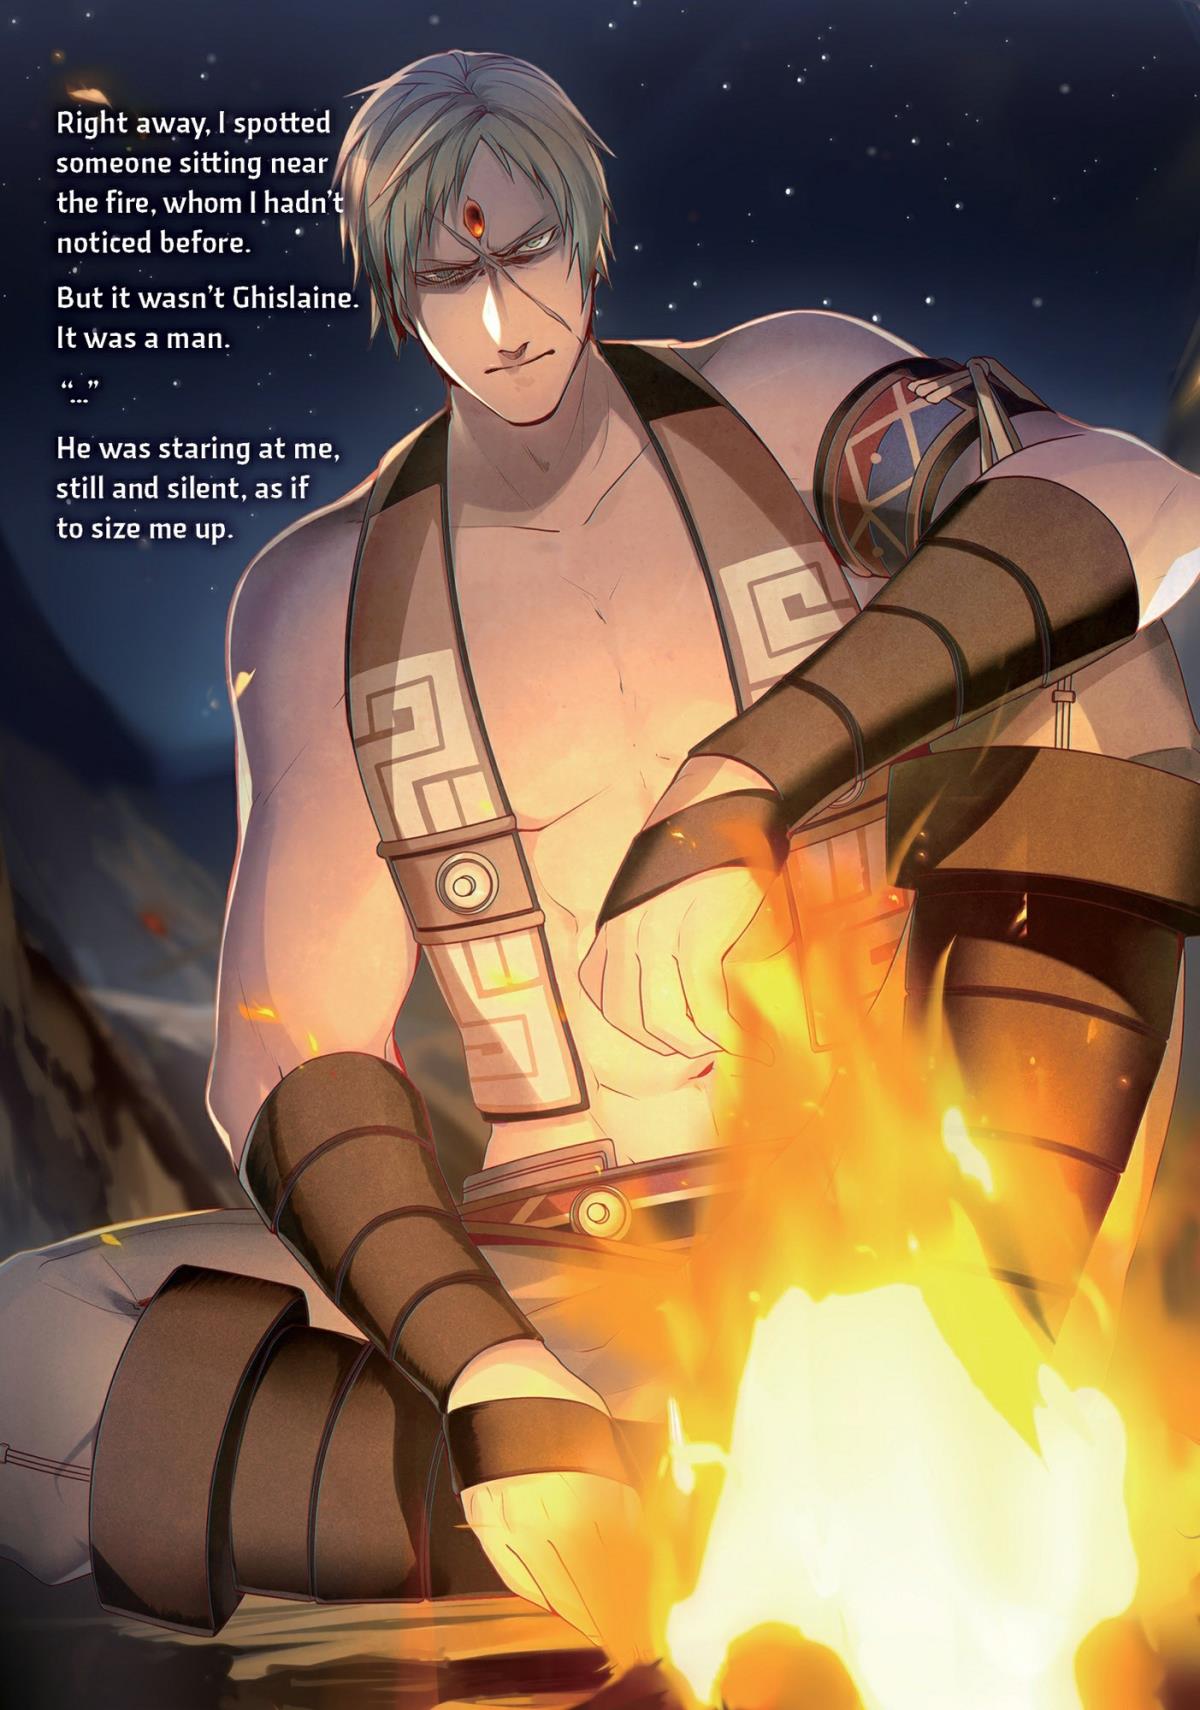 Right away, I spotted
someone sitting near
the fire, whom I hadn't
noticed before.
But it wasn't Ghislaine.
It was a man.
“...”
He was staring at me,
still and silent, as if
to size me up.